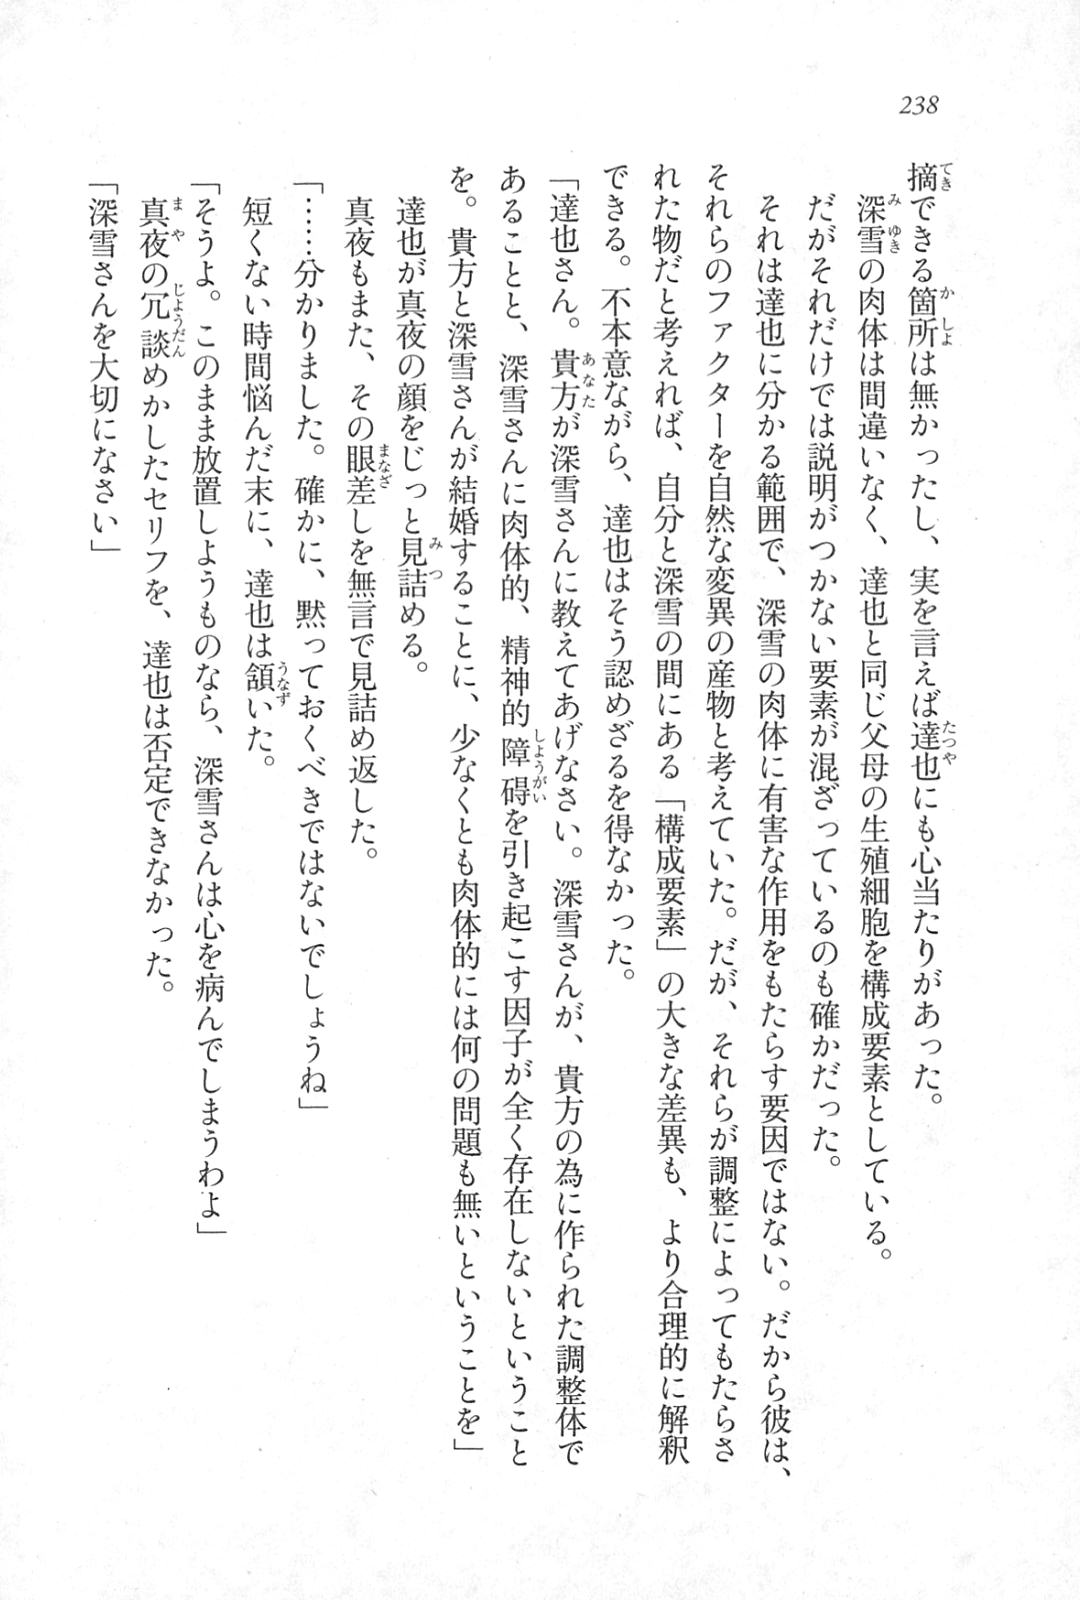 238
摘できる箇所は無かったし、実を言えば達也にも心当たりがあった。
深雪の肉体は間違いなく、達也と同じ父母の生殖細胞を構成要素としている。
だがそれだけでは説明がつかない要素が混ざっているのも確かだった。
それは達也に分かる範囲で、深雪の肉体に有害な作用をもたらす要因ではない。だから彼は、
それらのファクターを自然な変異の産物と考えていた。だが、それらが調整によってもたらさ
れた物だと考えれば、自分と深雪の間にある「構成要素」の大きな差異も、より合理的に解釈
できる。不本意ながら、達也はそう認めざるを得なかった。
「達也さん。貴方が深雪さんに教えてあげなさい。深雪さんが、貴方の為に作られた調整体で
あることと、深雪さんに肉体的、精神的障碍を引き起こす因子が全く存在しないということ
を。貴方と深雪さんが結婚することに、少なくとも肉体的には何の問題も無いということを」
達也が真夜の顔をじっと見詰める。
真夜もまた、その眼差しを無言で見詰め返した。
「……分かりました。確かに、黙っておくべきではないでしょうね」
短くない時間悩んだ末に、達也は頷いた。
「そうよ。このまま放置しようものなら、深雪さんは心を病んでしまうわよ」
真夜の冗談めかしたセリフを、達也は否定できなかった。
「深雪さんを大切になさい」